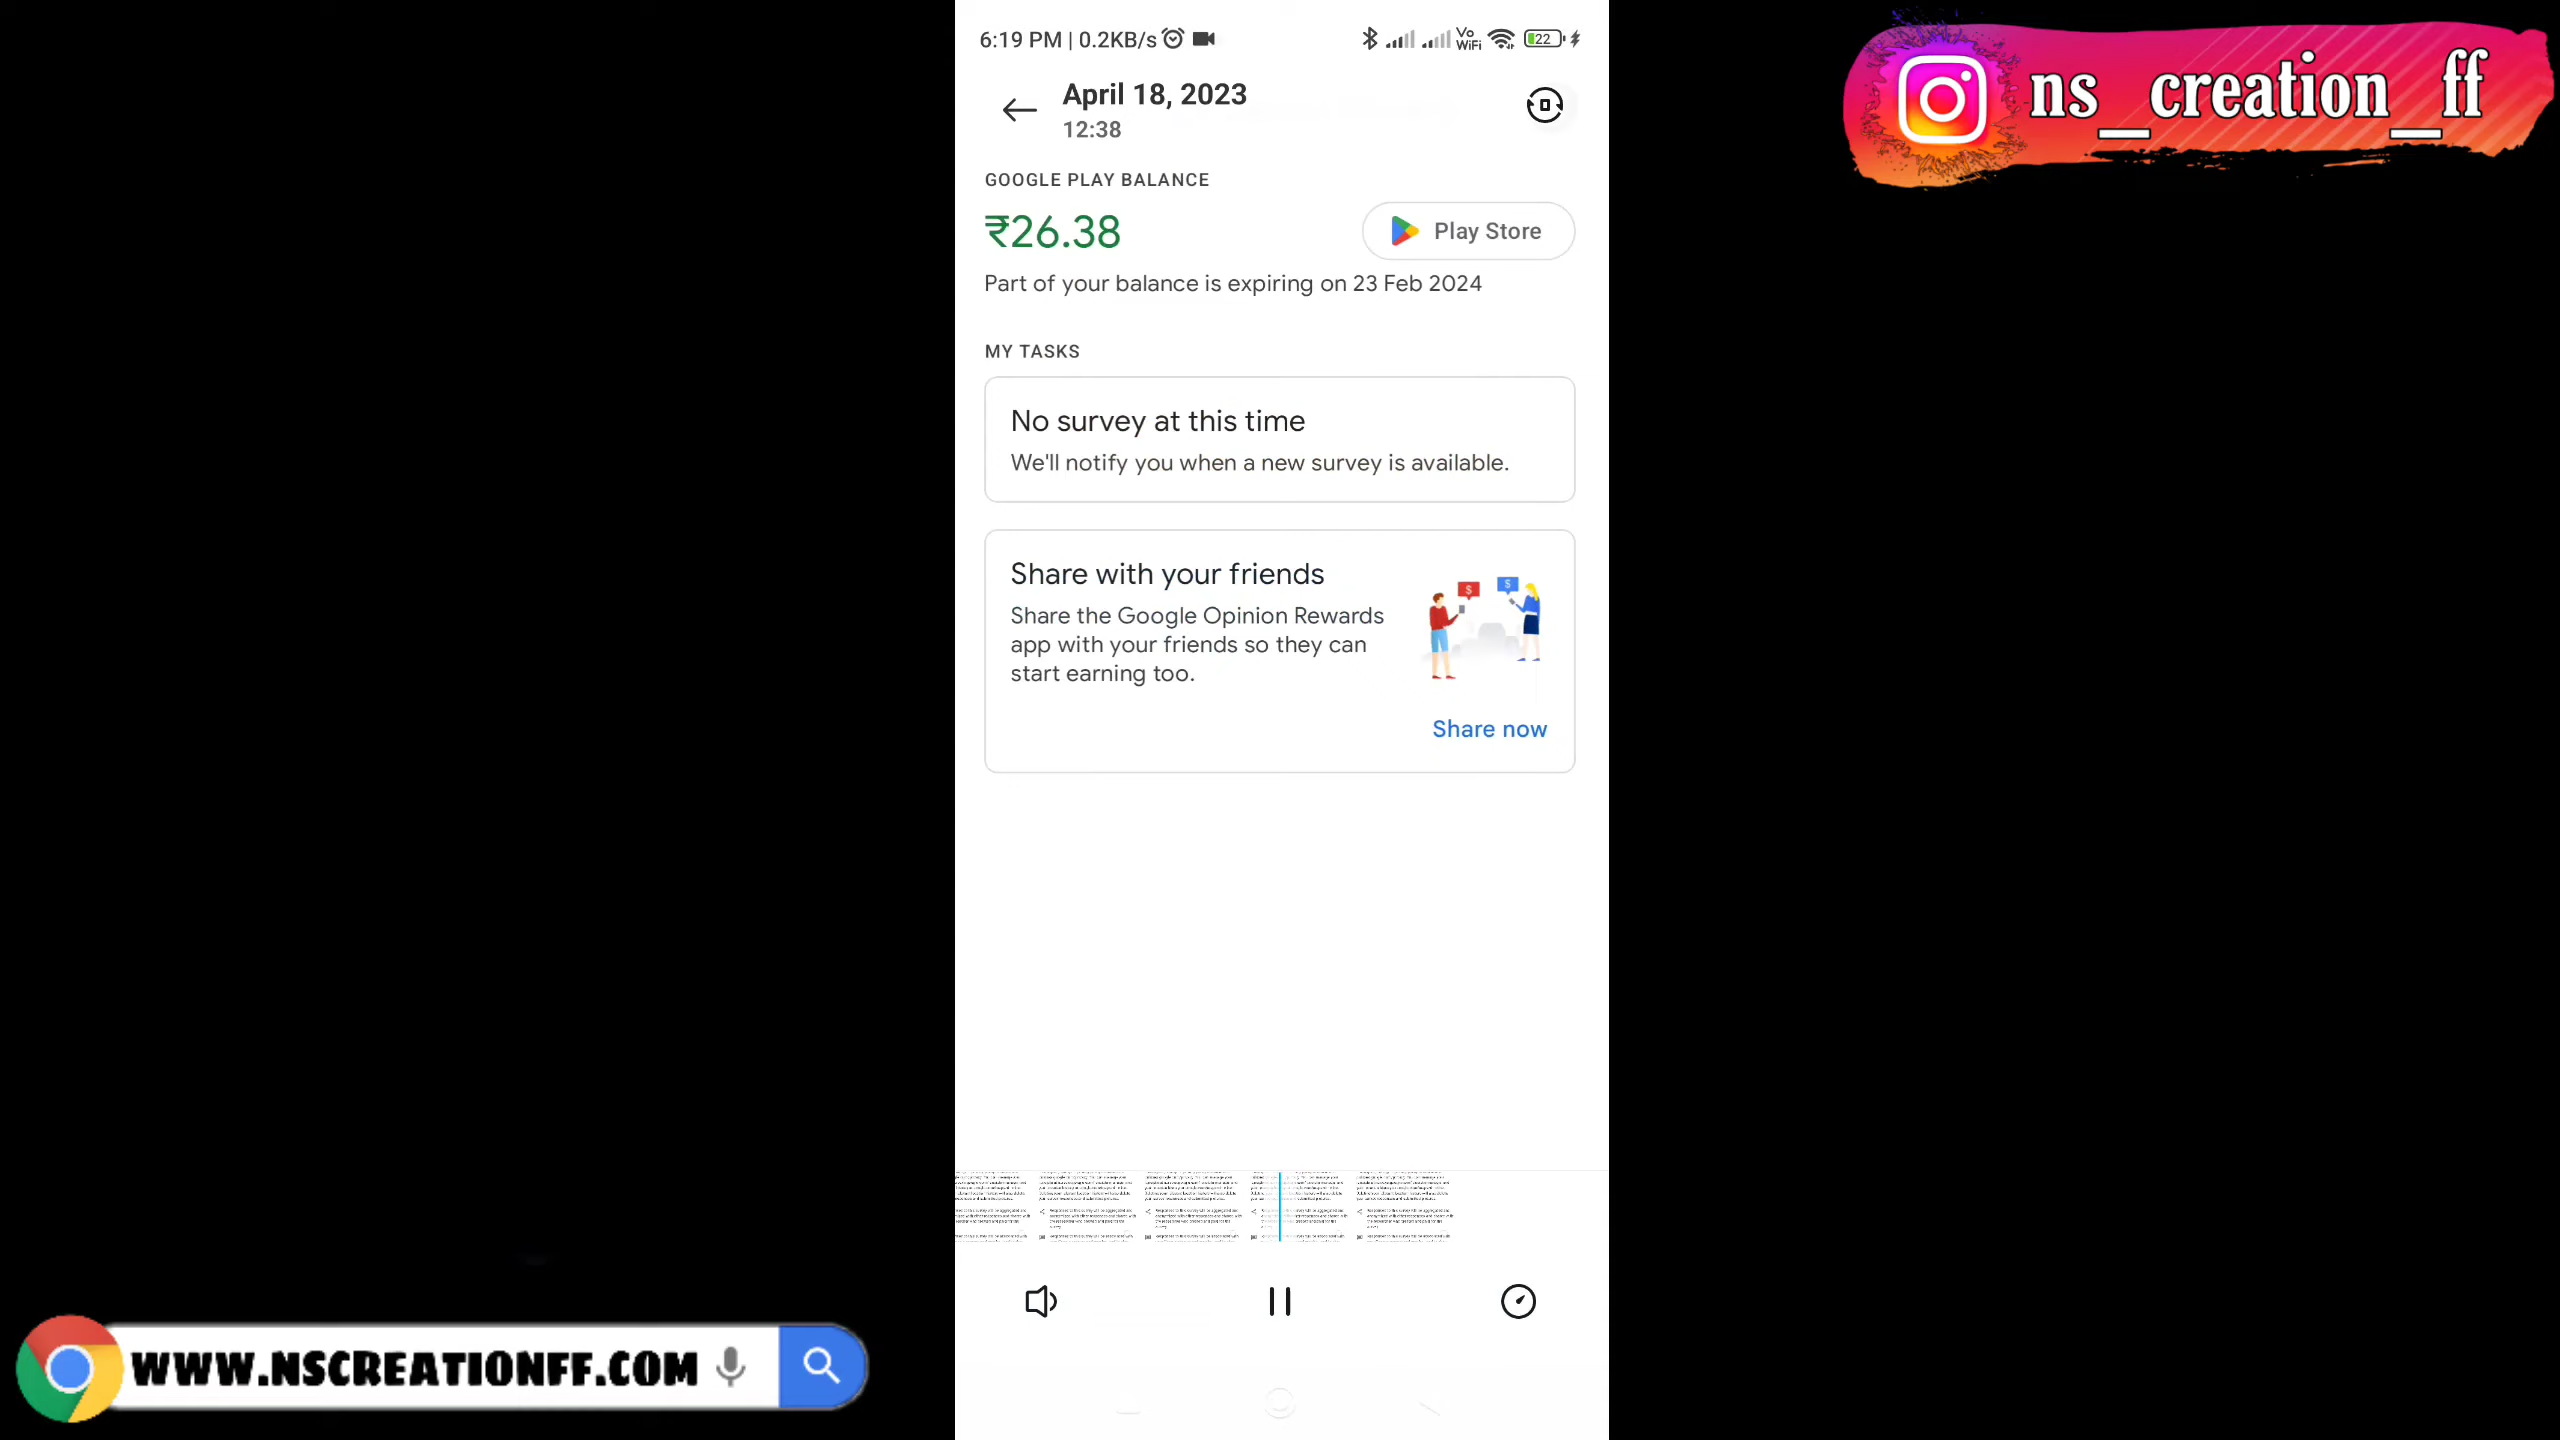 6:19 PM | 0.2KB/s
Vo
WiFi
22
ns_creation_ff
April 18, 2023
12:38
GOOGLE PLAY BALANCE
₹26.38
Play Store
Part of your balance is expiring on 23 Feb 2024
MY TASKS
No survey at this time
We'll notify you when a new survey is available.
Share with your friends
Share the Google Opinion Rewards
app with your friends so they can
start earning too.
Share now
WWW.NSCREATIONFF.COM